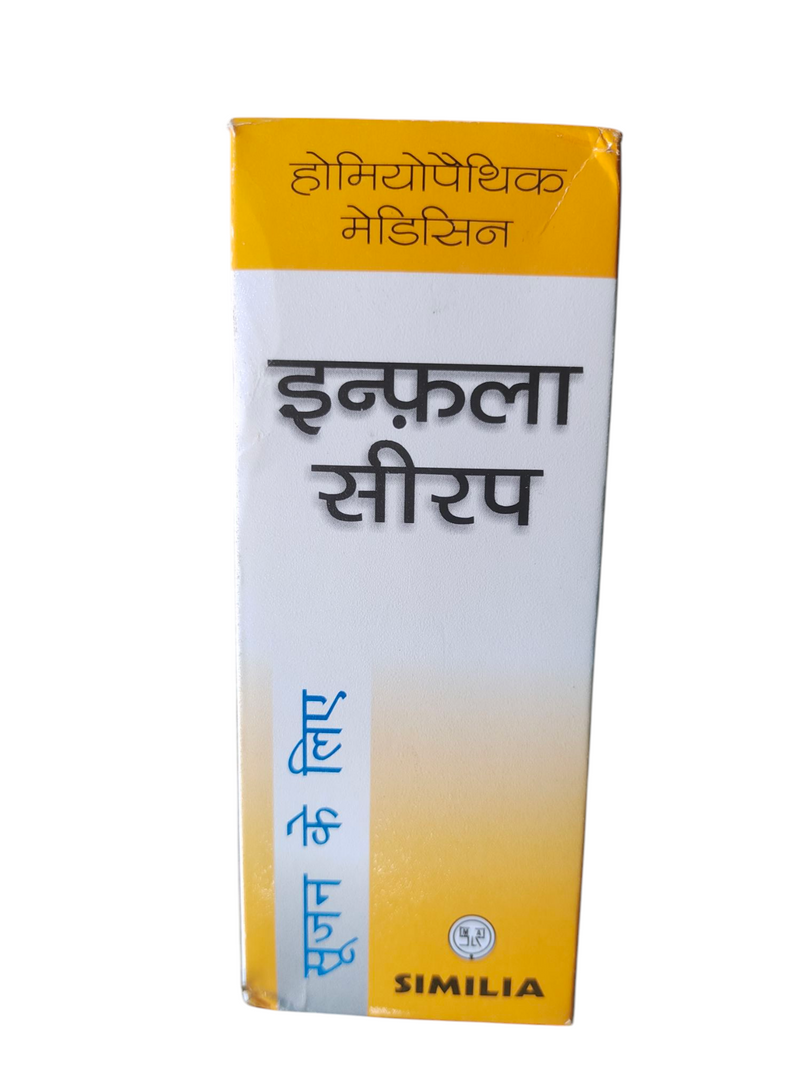 होमियोपैथिक
मेडिसिन
इन्फ़ला
सीरप
सूजन के लिए
SIMILIA